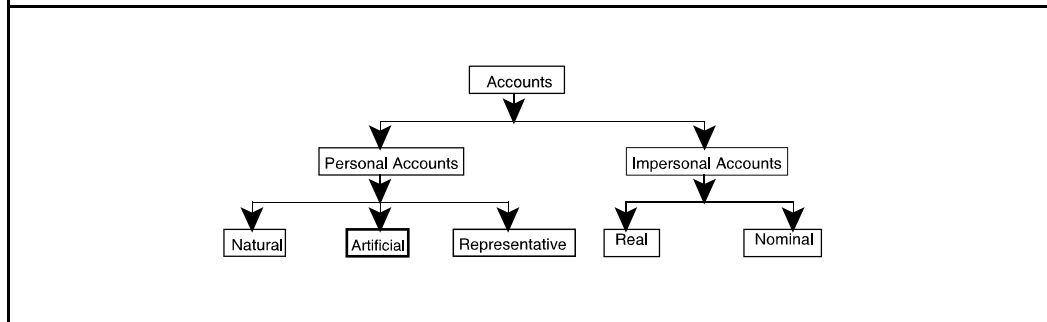 Accounts
Personal Accounts Impersonal Accounts
Natural Artificial Representative Real Nominal